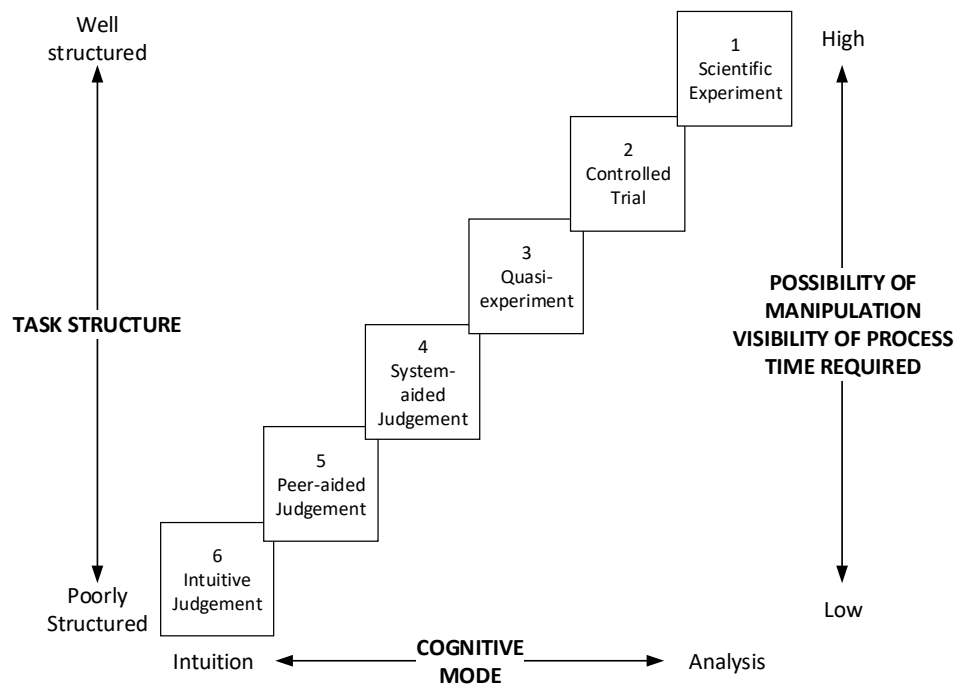 Well
structured
High
1
Scientific
Experiment
2
Controlled
Trial
3
Quasi-
experiment
TASK STRUCTURE
POSSIBILITY OF
MANIPULATION
VISIBILITY OF PROCESS
TIME REQUIRED
4
System-
aided
Judgement
5
Peer-aided
Judgement
6
Intuitive
Judgement
Poorly
Structured
Low
Intuition
COGNITIVE
MODE
Analysis